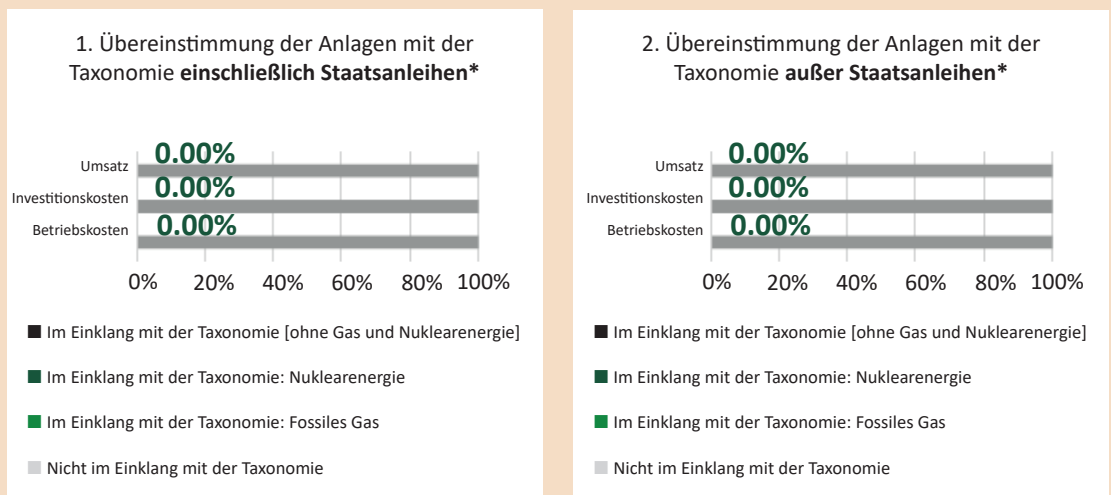 1. Übereinstimmung der Anlagen mit der
Taxonomie einschließlich Staatsanleihen*
Umsatz 0.00%
Investitionskosten 0.00%
Betriebskosten 0.00%
0% 20% 40% 60% 80% 100%
Im Einklang mit der Taxonomie [ohne Gas und Nuklearenergie]
Im Einklang mit der Taxonomie: Nuklearenergie
Im Einklang mit der Taxonomie: Fossiles Gas
Nicht im Einklang mit der Taxonomie
2. Übereinstimmung der Anlagen mit der
Taxonomie außer Staatsanleihen*
Umsatz 0.00%
Investitionskosten 0.00%
Betriebskosten 0.00%
0% 20% 40% 60% 80% 100%
Im Einklang mit der Taxonomie [ohne Gas und Nuklearenergie]
Im Einklang mit der Taxonomie: Nuklearenergie
Im Einklang mit der Taxonomie: Fossiles Gas
Nicht im Einklang mit der Taxonomie